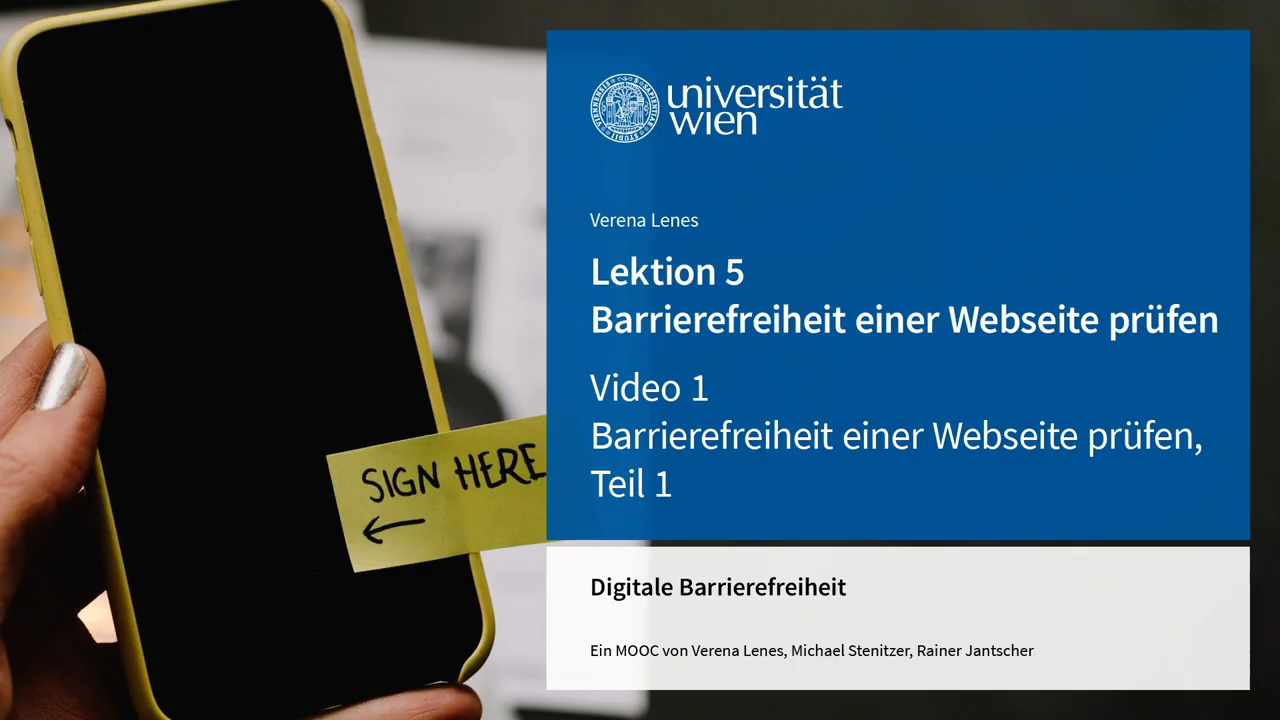 universität
wien
Verena Lenes
Lektion 5
Barrierefreiheit einer Webseite prüfen
Video 1
Barrierefreiheit einer Webseite prüfen,
Teil 1
SIGN HERE
Digitale Barrierefreiheit
Ein MOOC von Verena Lenes, Michael Stenitzer, Rainer Jantscher